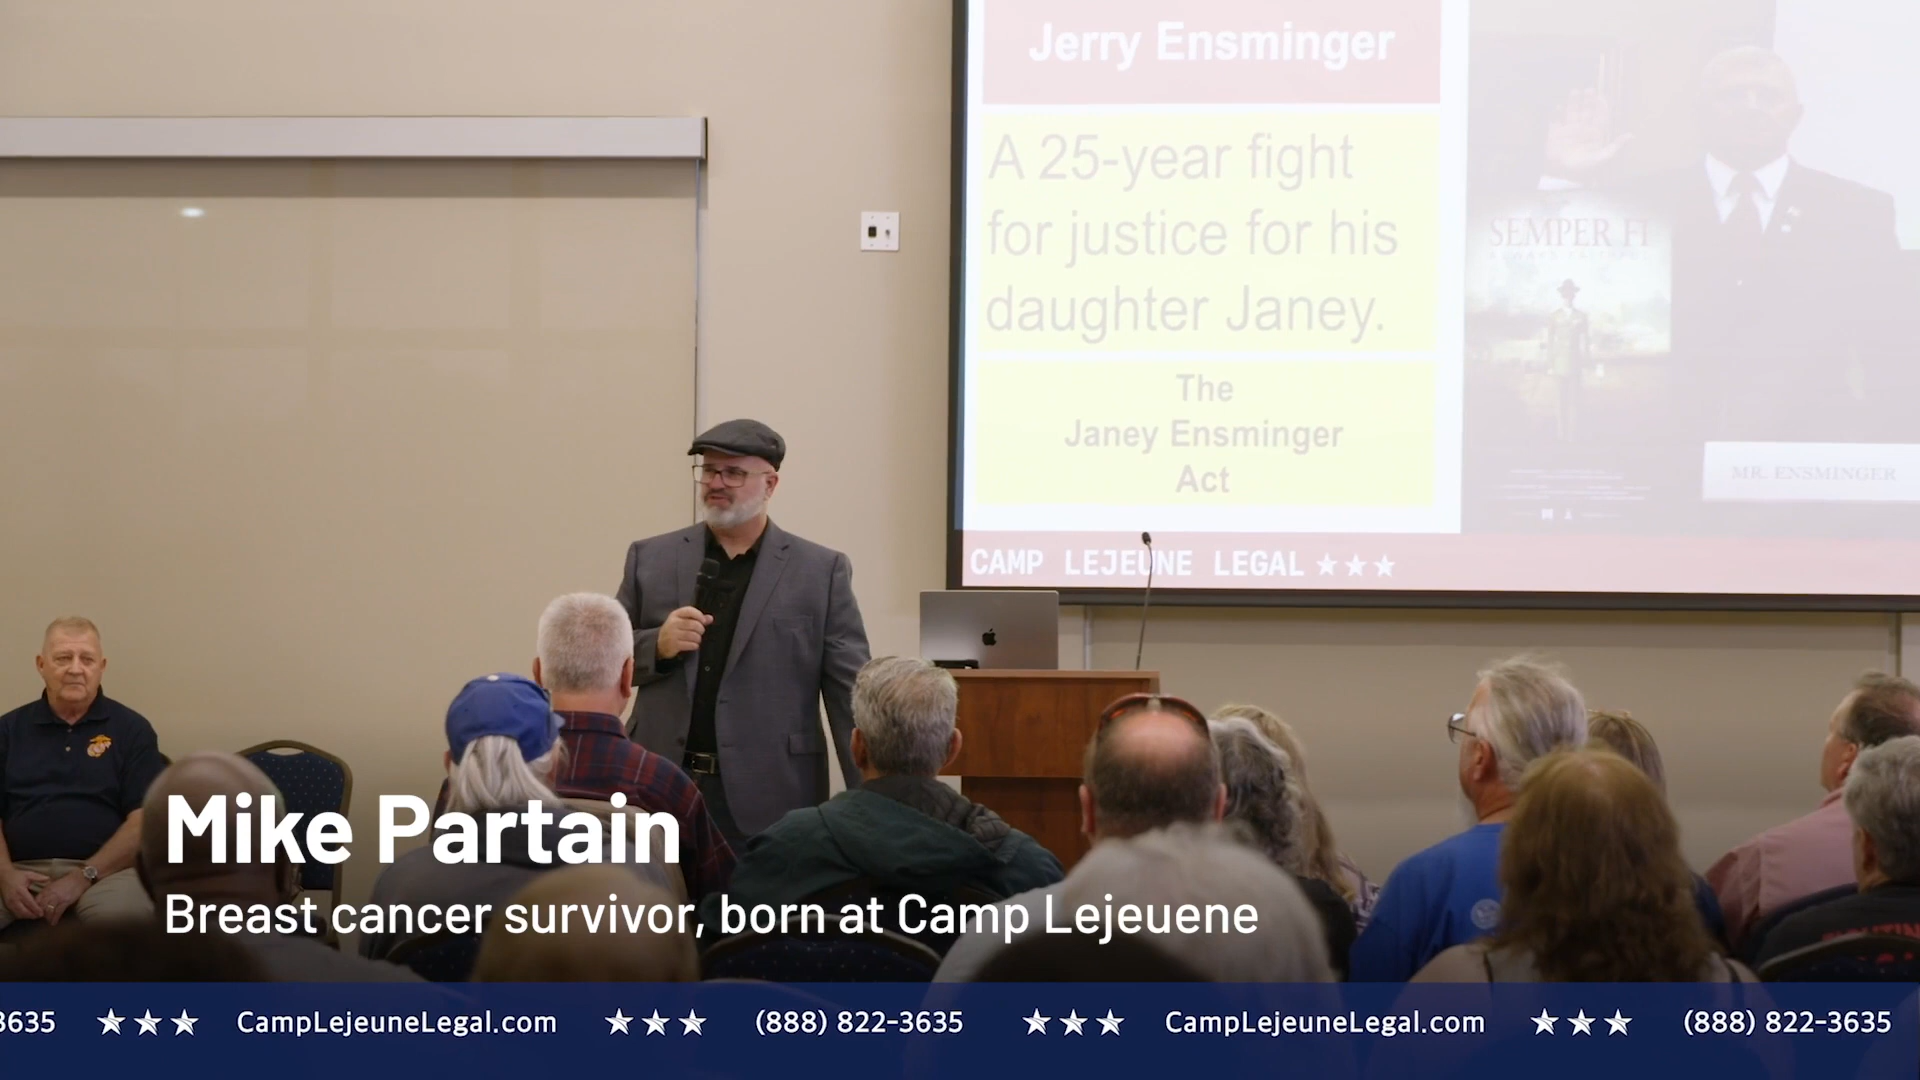 Jerry Ensminger
A 25-year fight
for justice for his
daughter Janey.
The
Janey Ensminger
Act
SEMPER FI
MR. ENSMINGER
CAMP LEJEUNE LEGAL ★★★
Mike Partain
Breast cancer survivor, born at Camp Lejeuene
3635 ★★★ CampLejeuneLegal.com ★★★ (888) 822-3635 ★★★ CampLejeuneLegal.com ★★★ (888) 822-3635